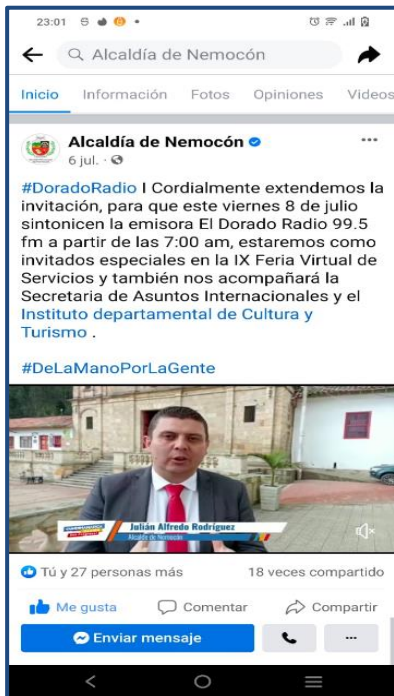 23:01
Alcaldía de Nemocón
Inicio Información Fotos Opiniones Videos
Alcaldía de Nemocón
6 jul. ·
#DoradoRadio I Cordialmente extendemos la
invitación, para que este viernes 8 de julio
sintonicen la emisora El Dorado Radio 99.5
fm a partir de las 7:00 am, estaremos como
invitados especiales en la IX Feria Virtual de
Servicios y también nos acompañará la
Secretaria de Asuntos Internacionales y el
Instituto departamental de Cultura y
Turismo .
#DeLaManoPorLaGente
Julián Alfredo Rodríguez
Alcalde de Nemocón
Tú y 27 personas más 18 veces compartido
Me gusta Comentar Compartir
Enviar mensaje